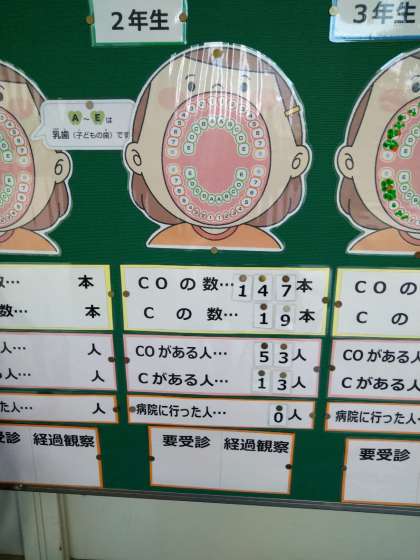 2年生
3年生
A～Eは
乳歯(子どもの歯)です
数… 本
数… 本
人… 人
人… 人
った人… 人
受診 経過観察
COの数…147本
Cの数…19本
COがある人…53人
Cがある人…13人
病院に行った人…0人
要受診 経過観察
COの
Cの
COがある人
Cがある人
病院に行った人
要受診